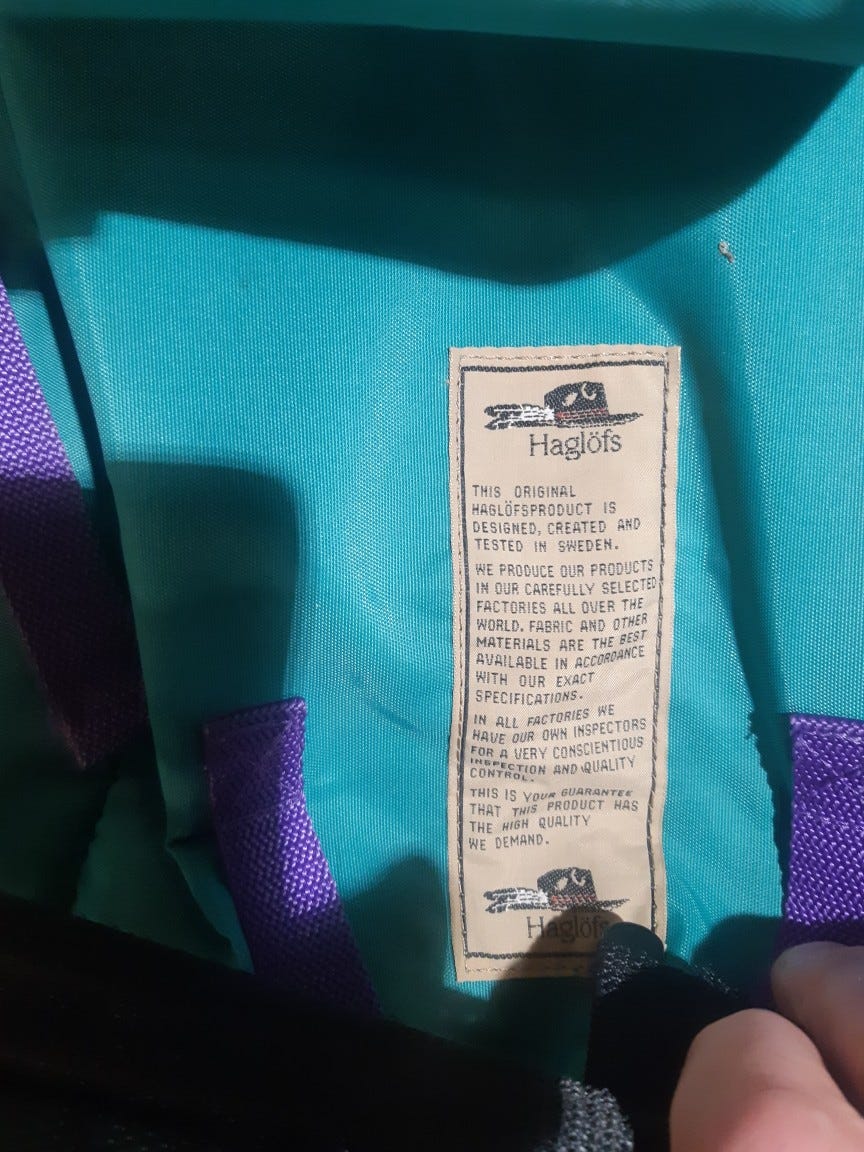 Haglöfs
THIS ORIGINAL
HAGLÖFSPRODUCT IS
DESIGNED, CREATED AND
TESTED IN SWEDEN.
WE PRODUCE OUR PRODUCTS
IN OUR CAREFULLY SELECTED
FACTORIES ALL OVER THE
WORLD. FABRIC AND OTHER
MATERIALS ARE THE BEST
AVAILABLE IN ACCORDANCE
WITH OUR EXACT
SPECIFICATIONS.
IN ALL FACTORIES WE
HAVE OUR OWN INSPECTORS
FOR A VERY CONSCIENTIOUS
INSPECTION AND QUALITY
CONTROL.
THIS IS YOUR GUARANTEE
THAT THIS PRODUCT HAS
THE HIGH QUALITY
WE DEMAND.
Haglöfs